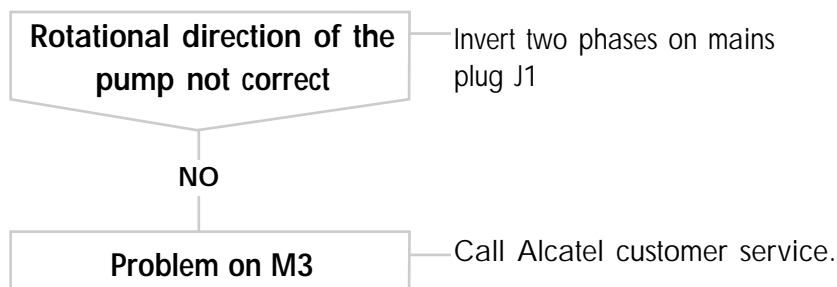 Rotational direction of the
pump not correct
Invert two phases on mains
plug J1
NO
Problem on M3
Call Alcatel customer service.